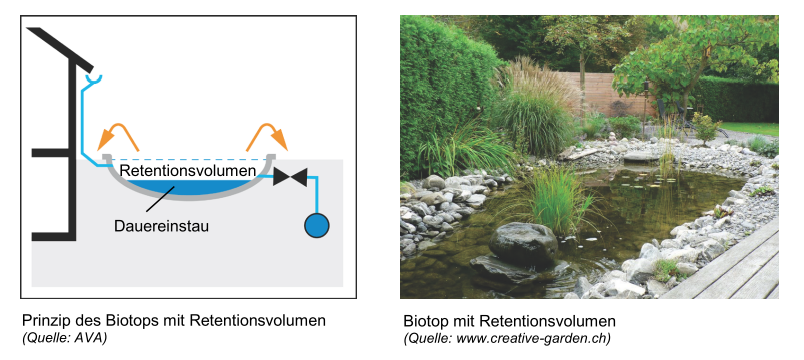 Retentionsvolumen
Dauereinstau
Prinzip des Biotops mit Retentionsvolumen
(Quelle: AVA)
Biotop mit Retentionsvolumen
(Quelle: www.creative-garden.ch)